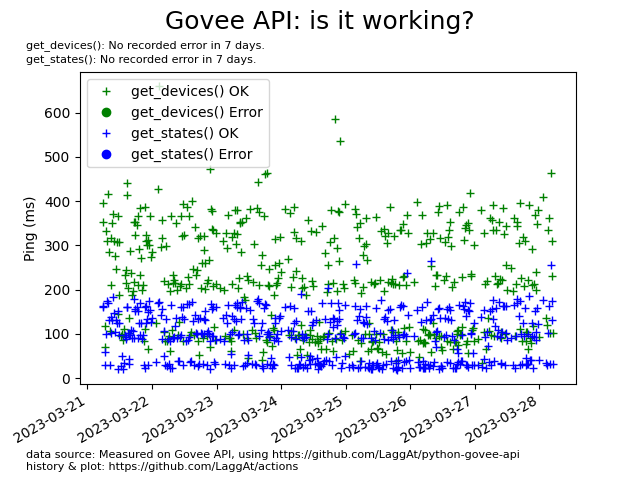 Govee API: is it working?
get_devices(): No recorded error in 7 days.
get_states(): No recorded error in 7 days.
get_devices() OK
get_devices() Error
get_states() OK
get_states() Error
Ping (ms)
600
500
400
300
200
100
0
2023-03-21
2023-03-22
2023-03-23
2023-03-24
2023-03-25
2023-03-26
2023-03-27
2023-03-28
data source: Measured on Govee API, using https://github.com/LaggAt/python-govee-api
history & plot: https://github.com/LaggAt/actions